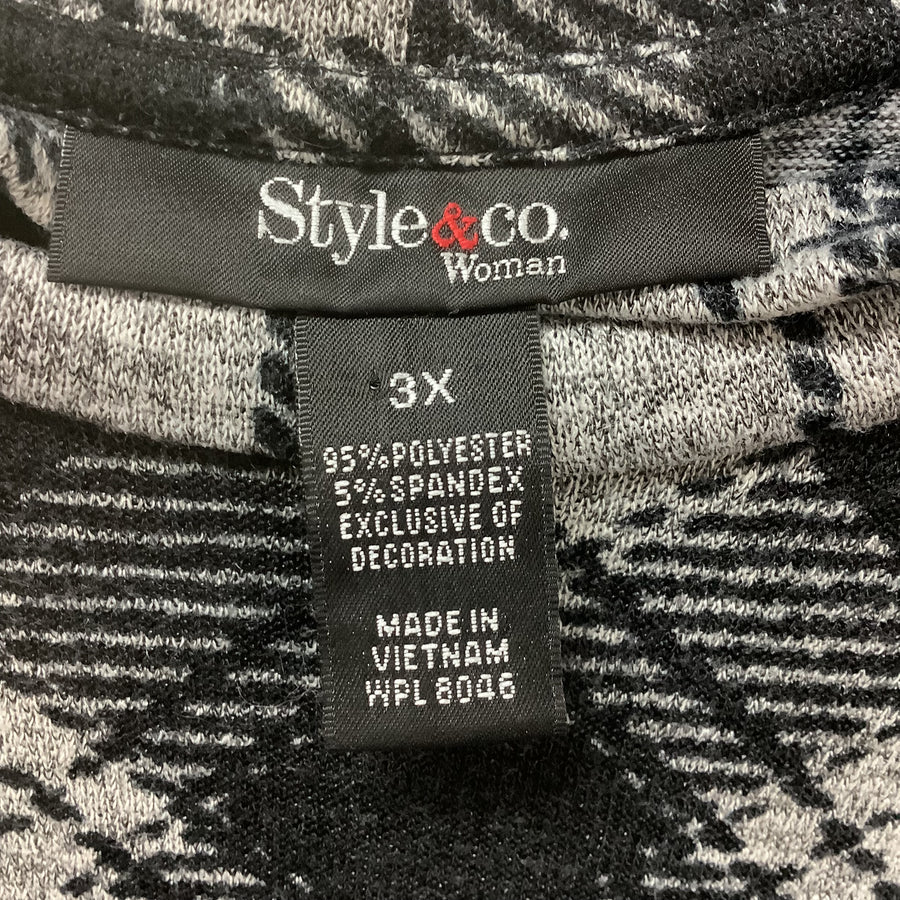 Style&co.
Woman
3X
95% POLYESTER
5% SPANDEX
EXCLUSIVE OF
DECORATION
MADE IN
VIETNAM
WPL 8046